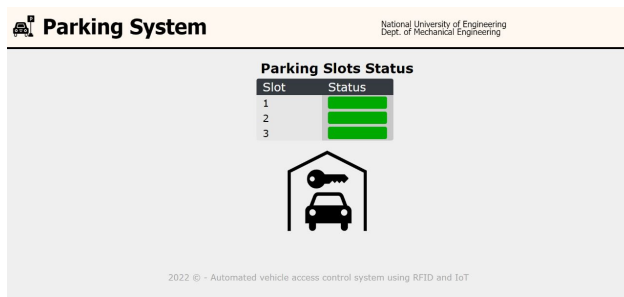 Parking System
National University of Engineering
Dept. of Mechanical Engineering
Parking Slots Status
Slot Status
1
2
3
2022 © - Automated vehicle access control system using RFID and IoT